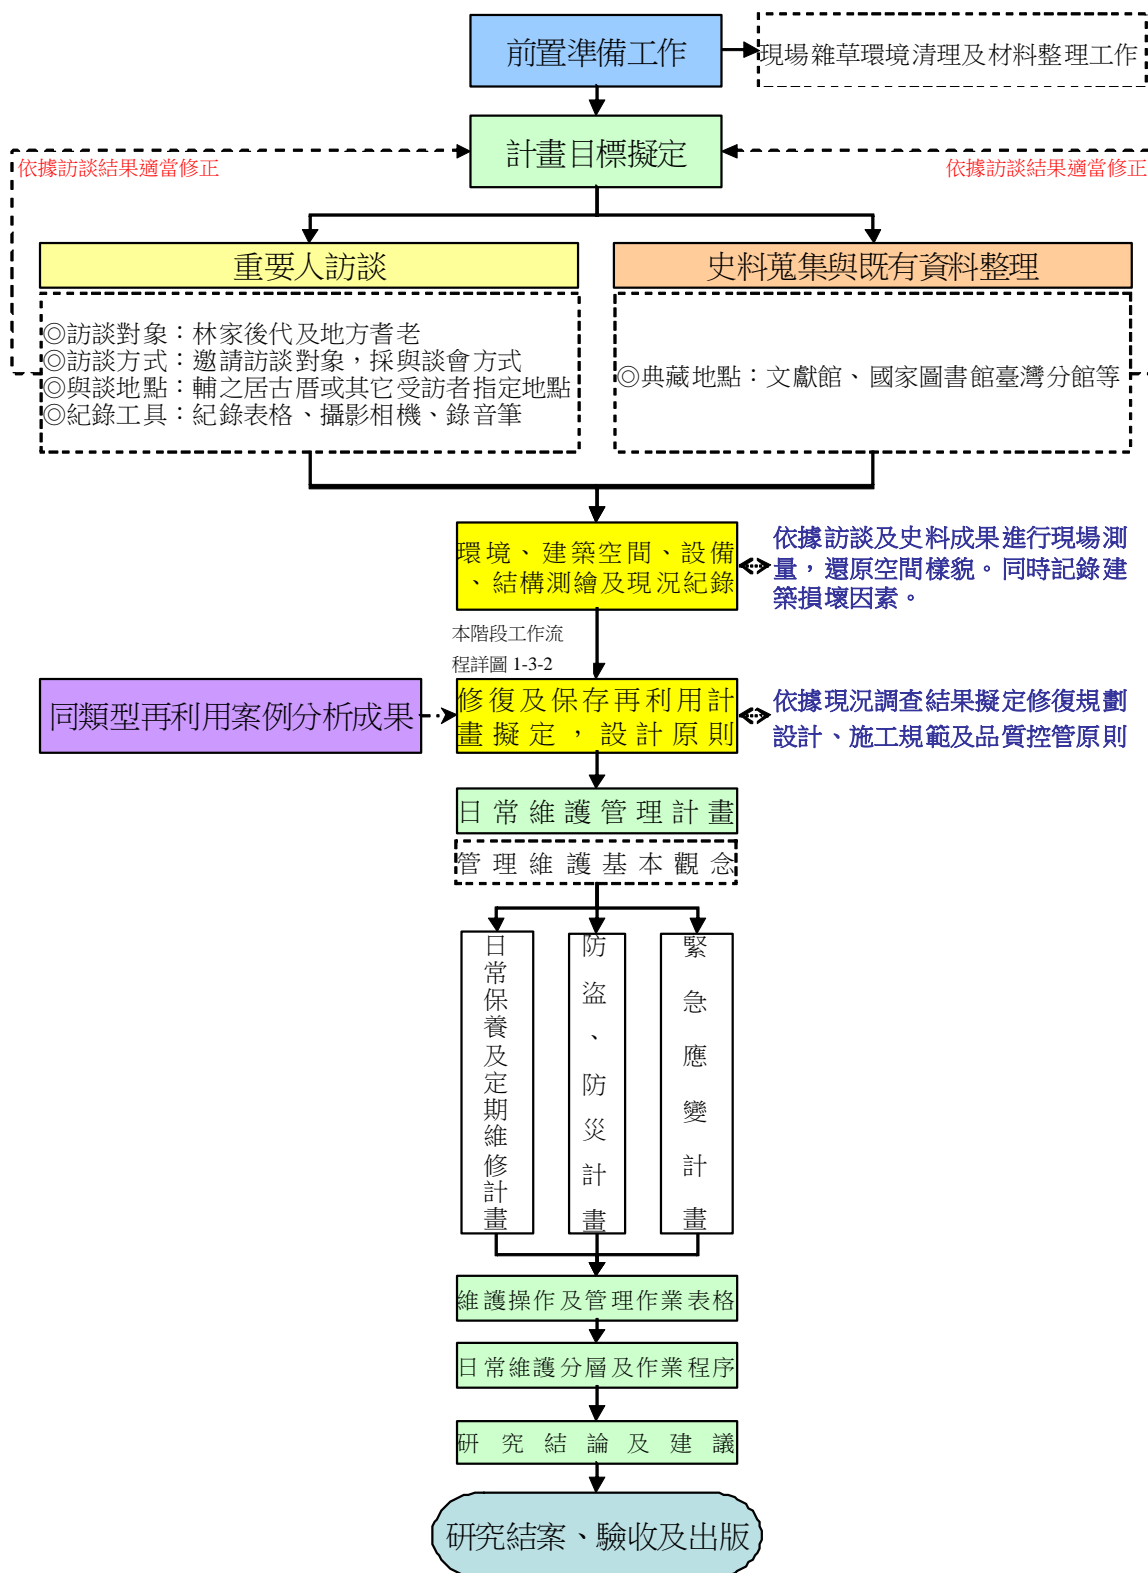 前置準備工作
現場雜草環境清理及材料整理工作
計畫目標擬定
依據訪談結果適當修正
依據訪談結果適當修正
重要人訪談
史料蒐集與既有資料整理
◎訪談對象：林家後代及地方耆老
◎訪談方式：邀請訪談對象，採與談會方式
◎與談地點：輔之居古厝或其它受訪者指定地點
◎紀錄工具：紀錄表格、攝影相機、錄音筆
◎典藏地點：文獻館、國家圖書館臺灣分館等
環境、建築空間、設備
、結構測繪及現況紀錄
依據訪談及史料成果進行現場測
量，還原空間樣貌。同時記錄建
築損壞因素。
本階段工作流
程詳圖 1-3-2
同類型再利用案例分析成果
修復及保存再利用計
畫擬定，設計原則
依據現況調查結果擬定修復規劃
設計、施工規範及品質控管原則
日常維護管理計畫
管理維護基本觀念
日常保養及定期維修計畫
防盜、防災計畫
緊急應變計畫
維護操作及管理作業表格
日常維護分層及作業程序
研究結論及建議
研究結案、驗收及出版